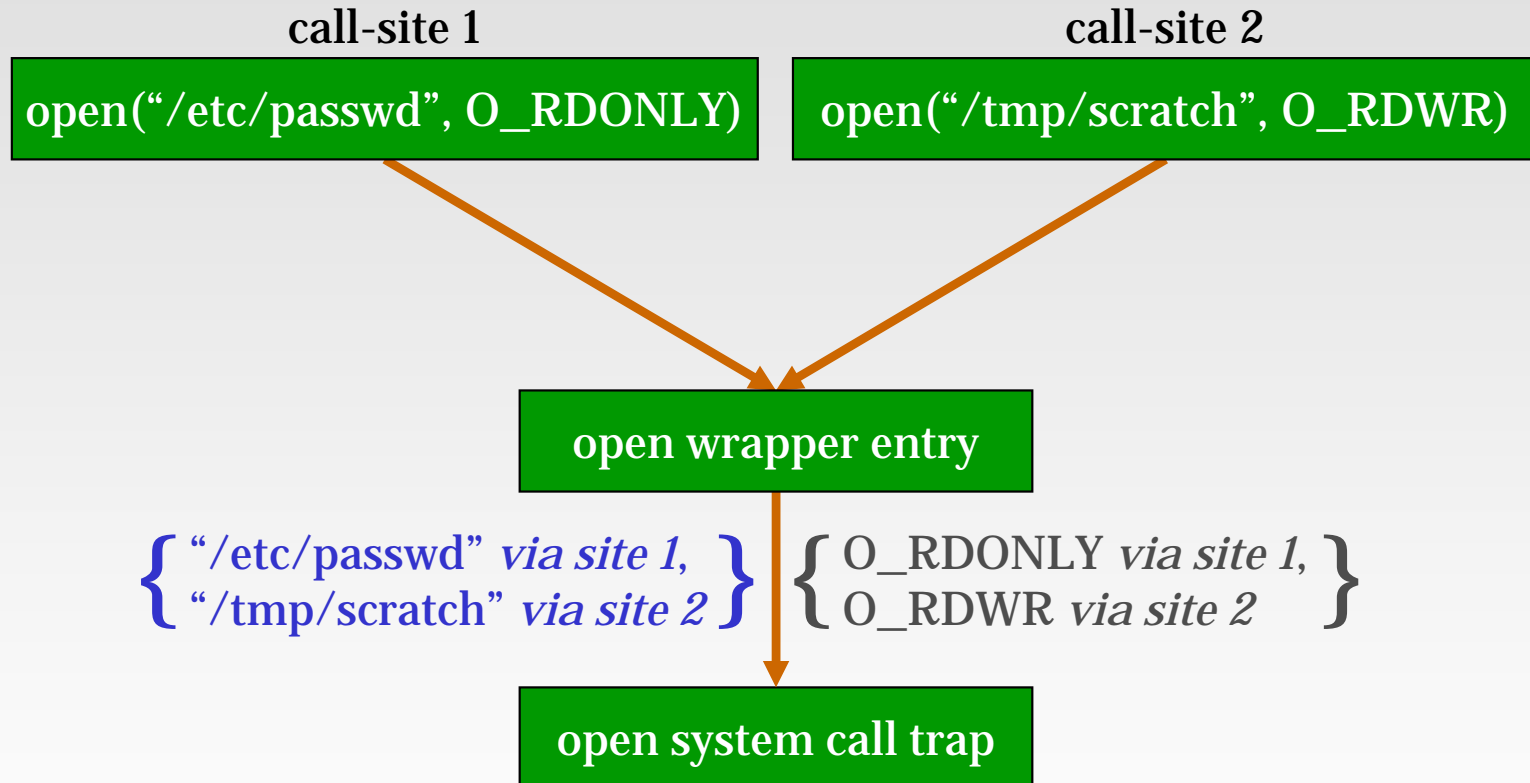 call-site 1
call-site 2
open(“/etc/passwd”, O_RDONLY)
open(“/tmp/scratch”, O_RDWR)
open wrapper entry
{ “/etc/passwd” via site 1,
“/tmp/scratch” via site 2 }
{ O_RDONLY via site 1,
O_RDWR via site 2 }
open system call trap